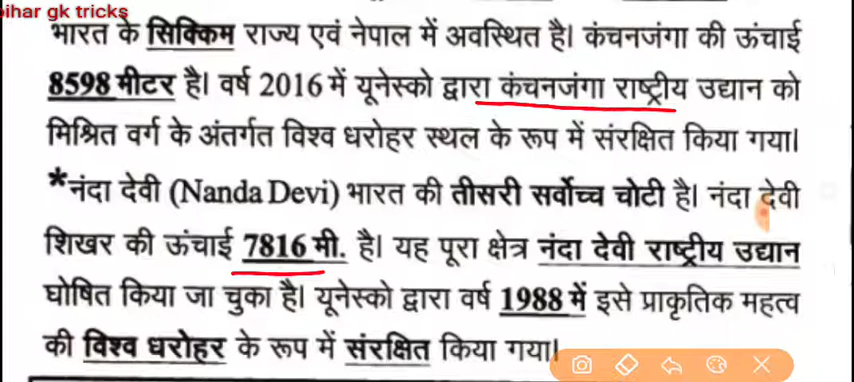 bihar gk tricks
भारत के सिक्किम राज्य एवं नेपाल में अवस्थित है। कंचनजंगा की ऊंचाई
8598 मीटर है। वर्ष 2016 में यूनेस्को द्वारा कंचनजंगा राष्ट्रीय उद्यान को
मिश्रित वर्ग के अंतर्गत विश्व धरोहर स्थल के रूप में संरक्षित किया गया।
*नंदा देवी (Nanda Devi) भारत की तीसरी सर्वोच्च चोटी है। नंदा देवी
शिखर की ऊंचाई 7816 मी. है। यह पूरा क्षेत्र नंदा देवी राष्ट्रीय उद्यान
घोषित किया जा चुका है। यूनेस्को द्वारा वर्ष 1988 में इसे प्राकृतिक महत्व
की विश्व धरोहर के रूप में संरक्षित किया गया।